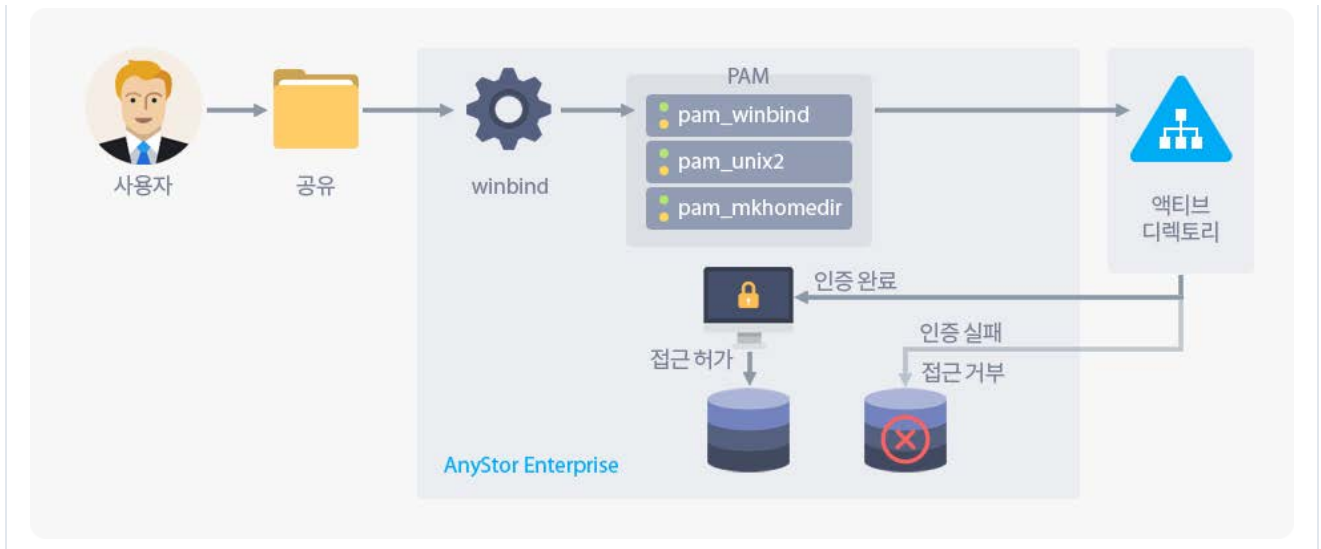 사용자
공유
winbind
PAM
pam_winbind
pam_unix2
pam_mkhomedir
액티브
디렉토리
인증 완료
인증 실패
접근 허가
접근 거부
AnyStor Enterprise